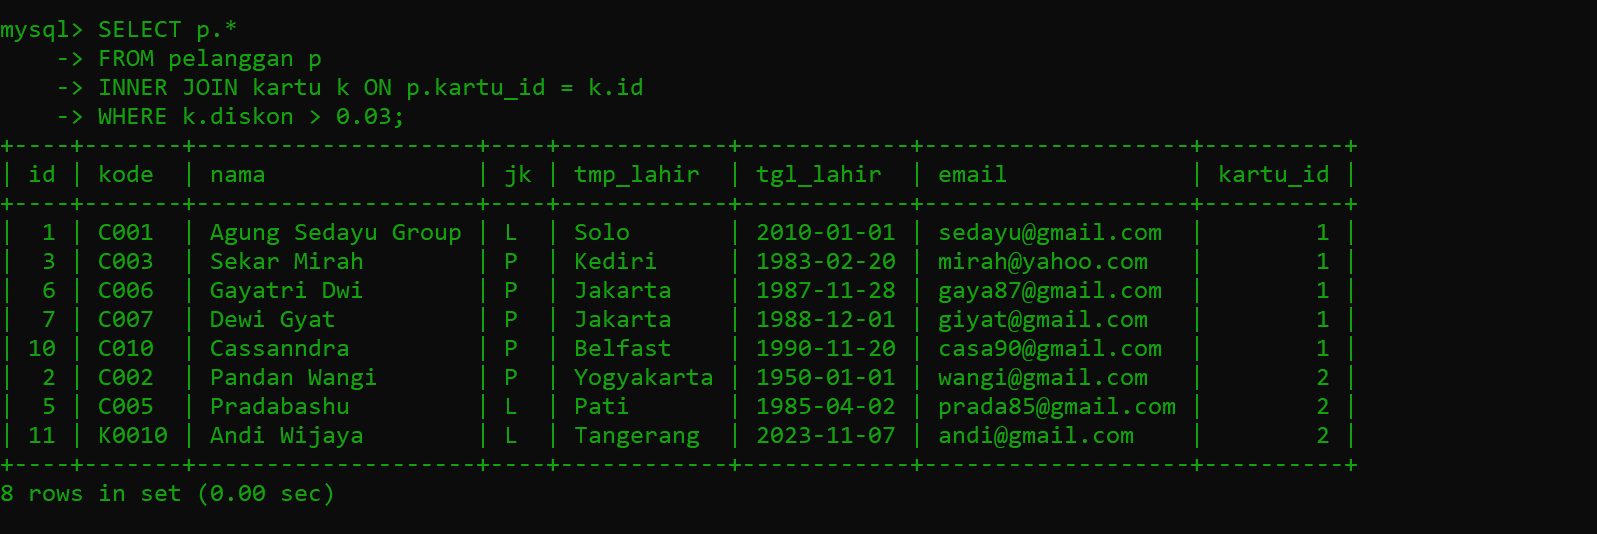 mysql> SELECT p.*
    -> FROM pelanggan p
    -> INNER JOIN kartu k ON p.kartu_id = k.id
    -> WHERE k.diskon > 0.03;
+----+-------+--------------------+----+------------+------------+-------------------+----------+
| id | kode  | nama               | jk | tmp_lahir  | tgl_lahir  | email             | kartu_id |
+----+-------+--------------------+----+------------+------------+-------------------+----------+
|  1 | C001  | Agung Sedayu Group | L  | Solo       | 2010-01-01 | sedayu@gmail.com  |        1 |
|  3 | C003  | Sekar Mirah        | P  | Kediri     | 1983-02-20 | mirah@yahoo.com   |        1 |
|  6 | C006  | Gayatri Dwi        | P  | Jakarta    | 1987-11-28 | gaya87@gmail.com  |        1 |
|  7 | C007  | Dewi Gyat          | P  | Jakarta    | 1988-12-01 | giyat@gmail.com   |        1 |
| 10 | C010  | Cassanndra         | P  | Belfast    | 1990-11-20 | casa90@gmail.com  |        1 |
|  2 | C002  | Pandan Wangi       | P  | Yogyakarta | 1950-01-01 | wangi@gmail.com   |        2 |
|  5 | C005  | Pradabashu         | L  | Pati       | 1985-04-02 | prada85@gmail.com |        2 |
| 11 | K0010 | Andi Wijaya        | L  | Tangerang  | 2023-11-07 | andi@gmail.com    |        2 |
+----+-------+--------------------+----+------------+------------+-------------------+----------+
8 rows in set (0.00 sec)